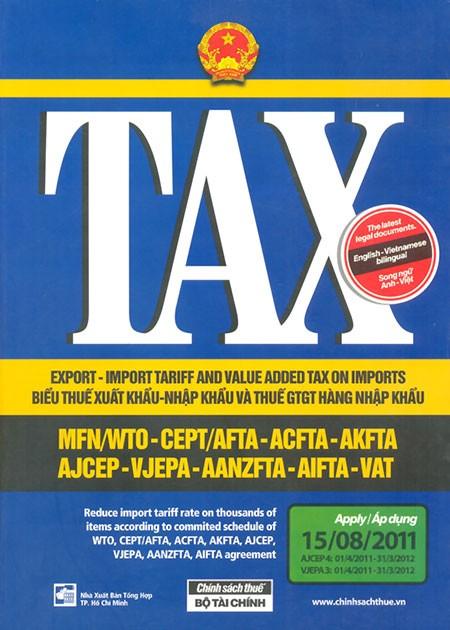 TAX
The latest
legal documents.
English - Vietnamese
bilingual
Song ngữ
Anh - Việt
EXPORT - IMPORT TARIFF AND VALUE ADDED TAX ON IMPORTS
BIỂU THUẾ XUẤT KHẨU-NHẬP KHẨU VÀ THUẾ GTGT HÀNG NHẬP KHẨU
MFN/WTO - CEPT/AFTA - ACFTA - AKFTA
AJCEP - VJEPA - AANZFTA - AIFTA - VAT
Reduce import tariff rate on thousands of
items according to commited schedule of
WTO, CEPT/AFTA, ACFTA, AKFTA, AJCEP,
VJEPA, AANZFTA, AIFTA agreement
Apply / Áp dụng
15/08/2011
AJCEP 4: 01/4/2011 - 31/3/2012
VJEPA 3: 01/4/2011 - 31/3/2012
Nhà Xuất Bản Tổng Hợp
TP. Hồ Chí Minh
Chính sách thuế
BỘ TÀI CHÍNH
www.chinhsachthue.vn